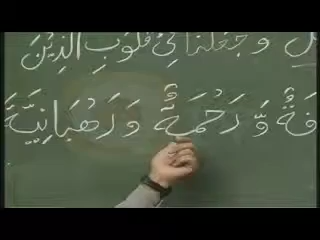 وَ جَعَلْنَا فِي قُلُوبِ الَّذِينَ
فَةٌ وَّ رَحْمَةٌ وَ رَهْبَانِيَّةَ